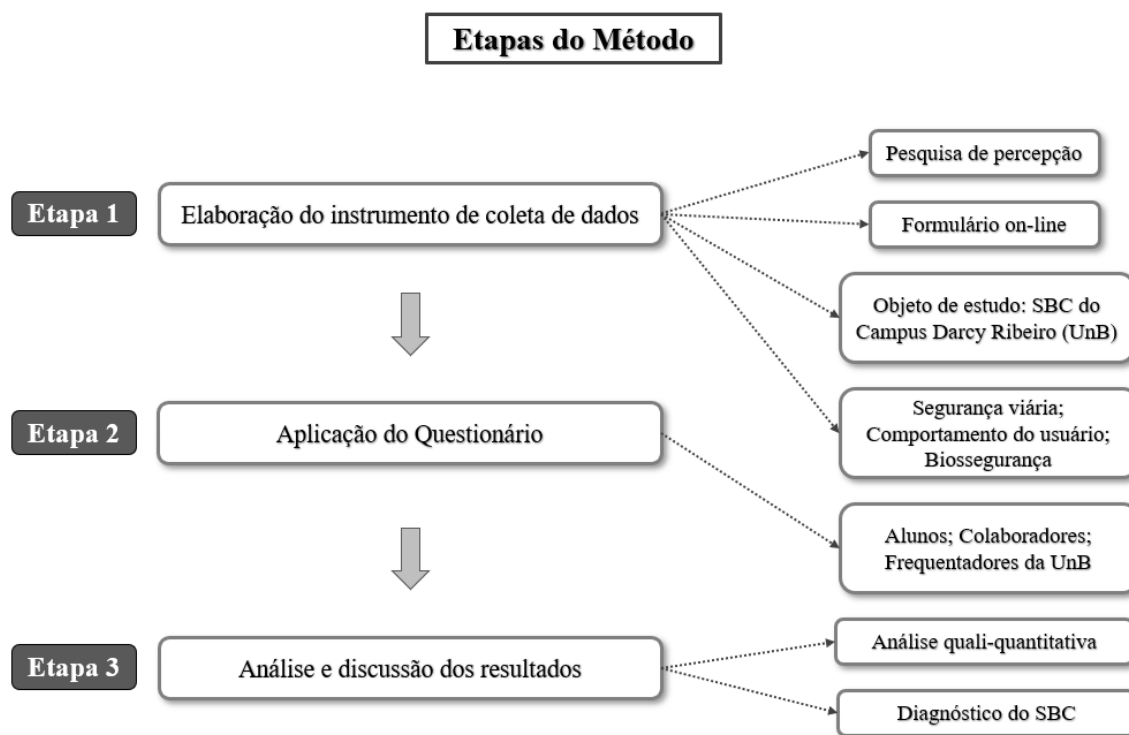 Etapas do Método
Etapa 1
Elaboração do instrumento de coleta de dados
Pesquisa de percepção
Formulário on-line
Objeto de estudo: SBC do
Campus Darcy Ribeiro (UnB)
Segurança viária;
Comportamento do usuário;
Biossegurança
Etapa 2
Aplicação do Questionário
Alunos; Colaboradores;
Frequentadores da UnB
Etapa 3
Análise e discussão dos resultados
Análise quali-quantitativa
Diagnóstico do SBC